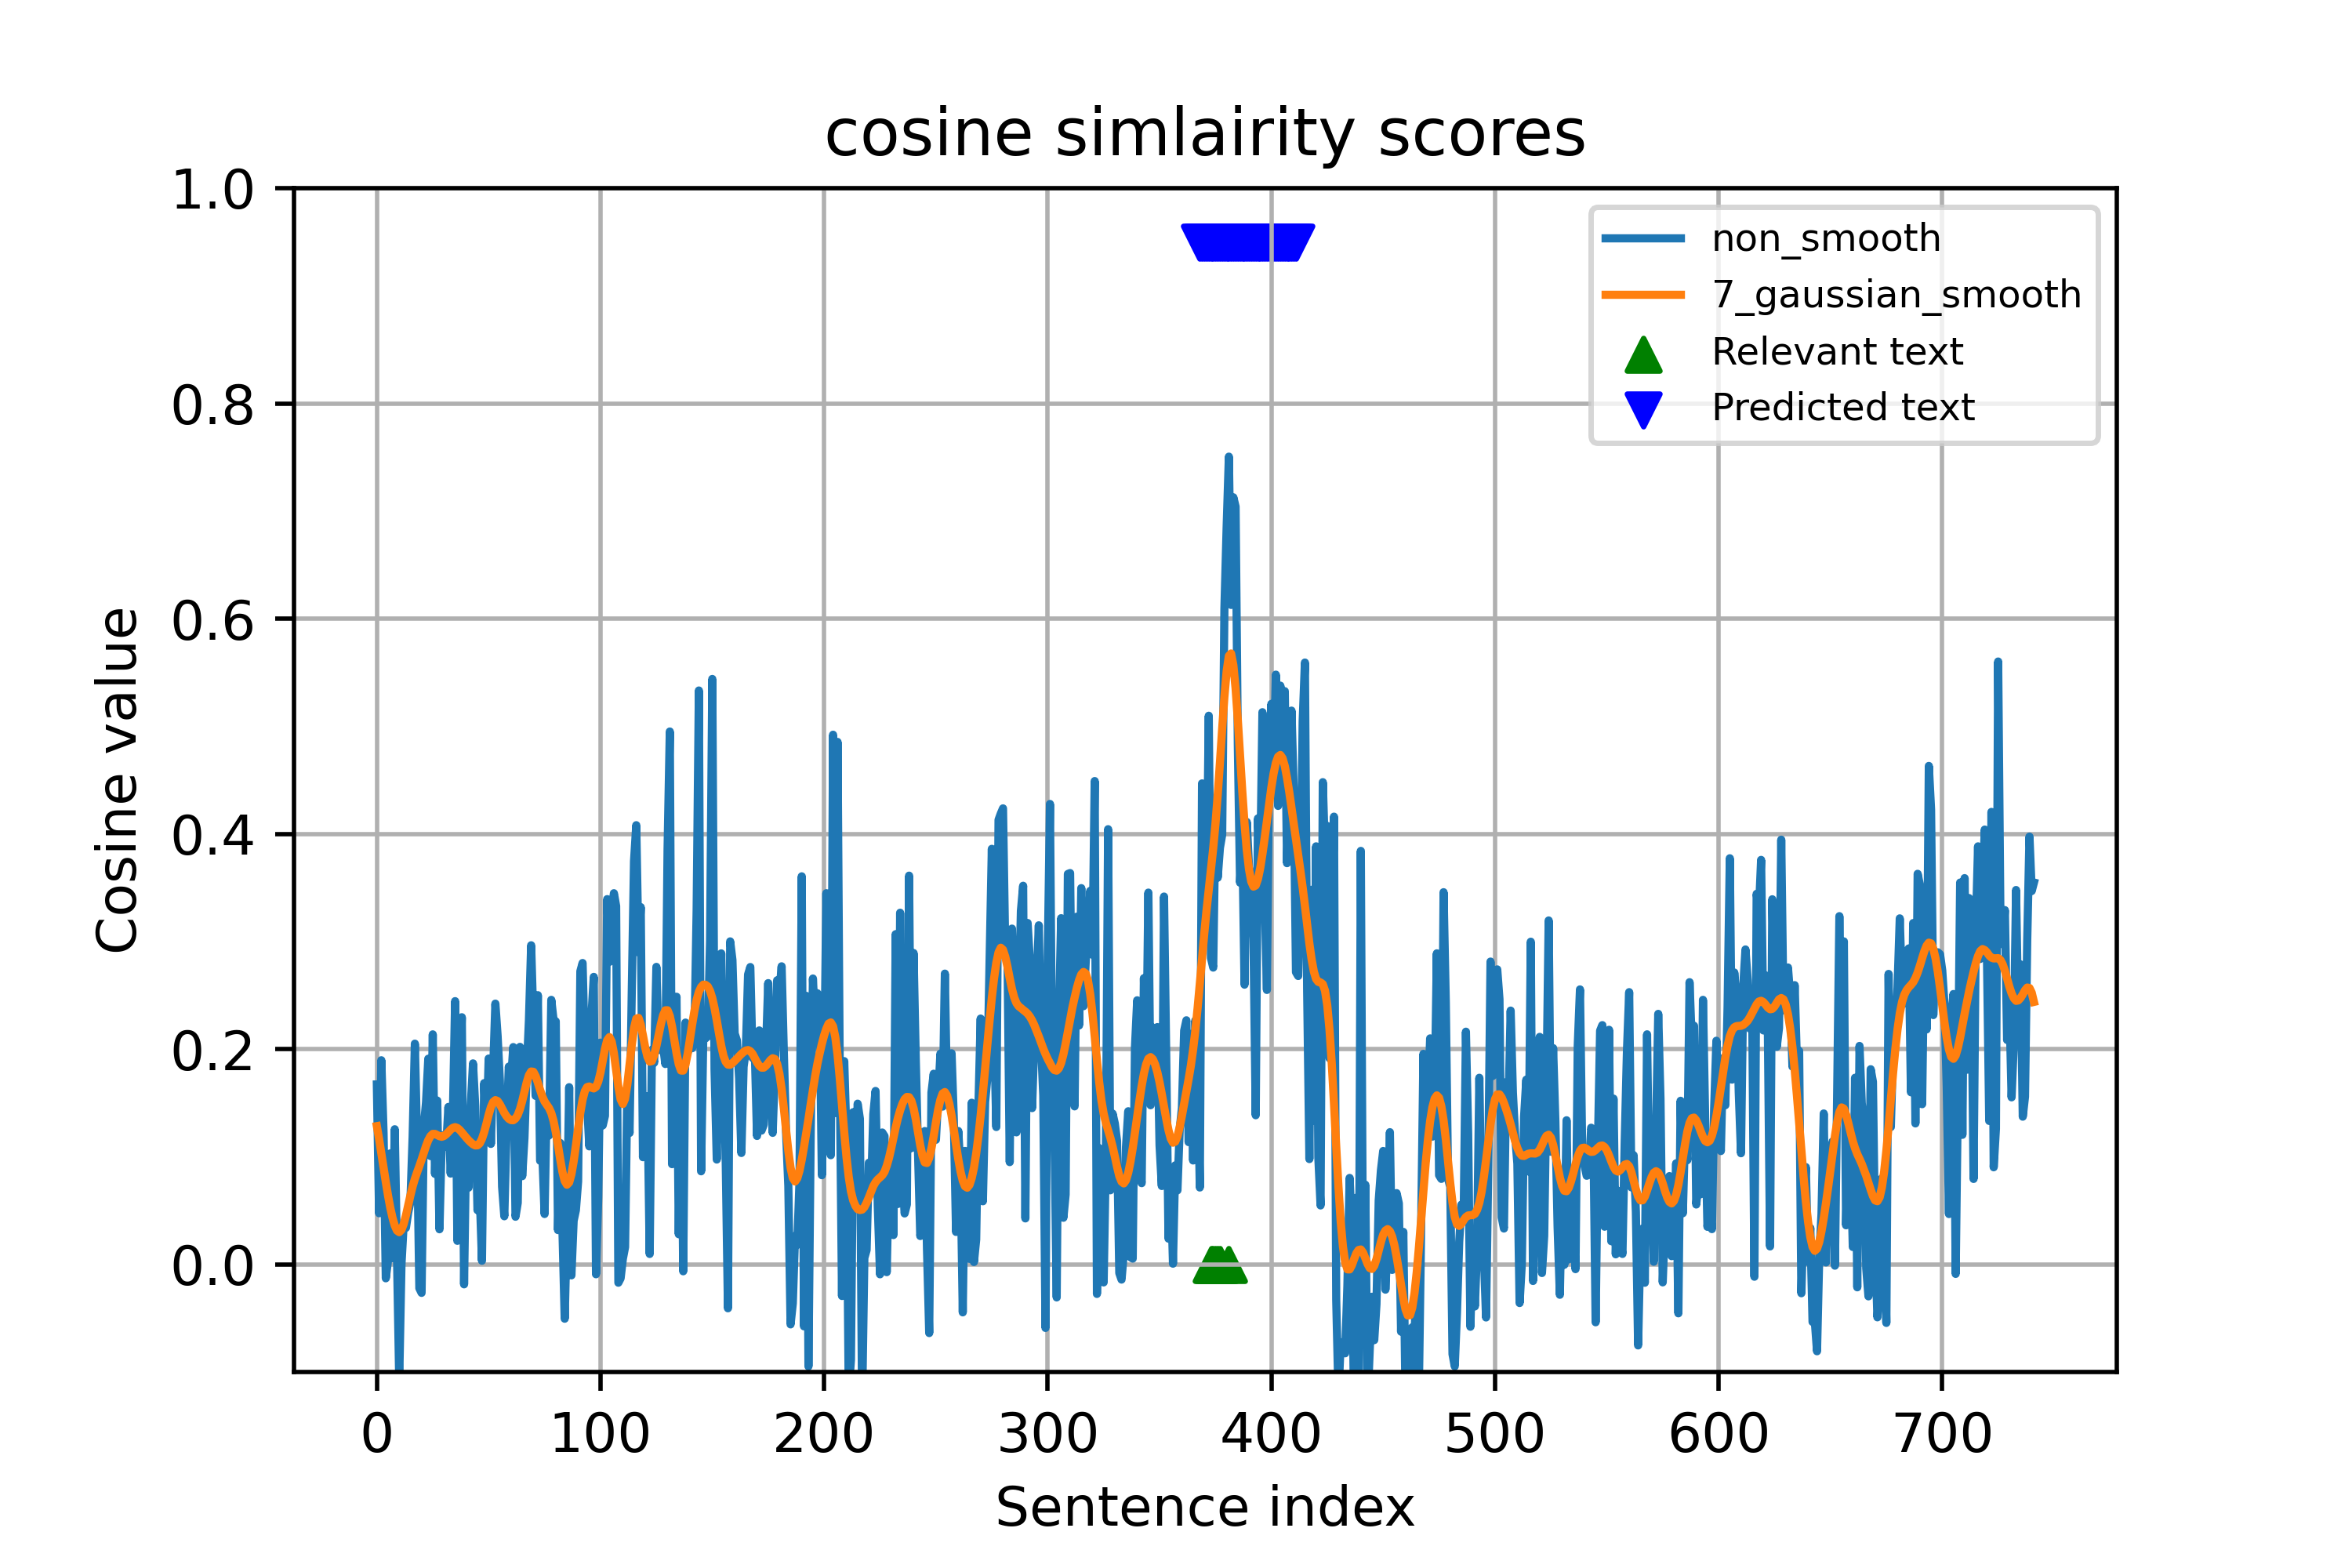 cosine simlairity scores
1.0
0.8
0.6
0.4
0.2
0.0
Cosine value
non_smooth
7_gaussian_smooth
Relevant text
Predicted text
0 100 200 300 400 500 600 700
Sentence index